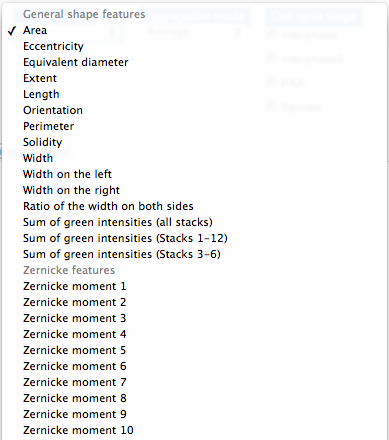 General shape features
✓ Area
Eccentricity
Equivalent diameter
Extent
Length
Orientation
Perimeter
Solidity
Width
Width on the left
Width on the right
Ratio of the width on both sides
Sum of green intensities (all stacks)
Sum of green intensities (Stacks 1-12)
Sum of green intensities (Stacks 3-6)
Zernicke features
Zernicke moment 1
Zernicke moment 2
Zernicke moment 3
Zernicke moment 4
Zernicke moment 5
Zernicke moment 6
Zernicke moment 7
Zernicke moment 8
Zernicke moment 9
Zernicke moment 10